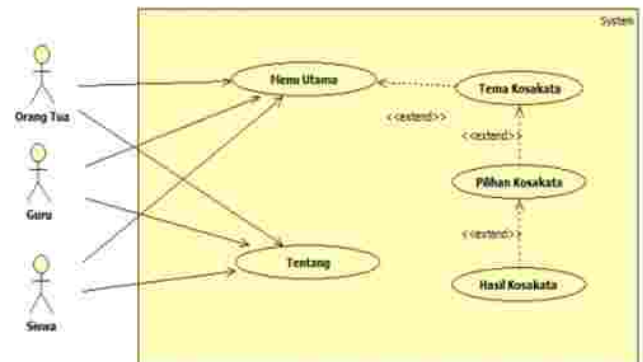 System
Menu Utama
Tema Kosakata
Orang Tua
<<extend>>
<<extend>>
Pilihan Kosakata
Guru
<<extend>>
Tentang
Hasil Kosakata
Siswa